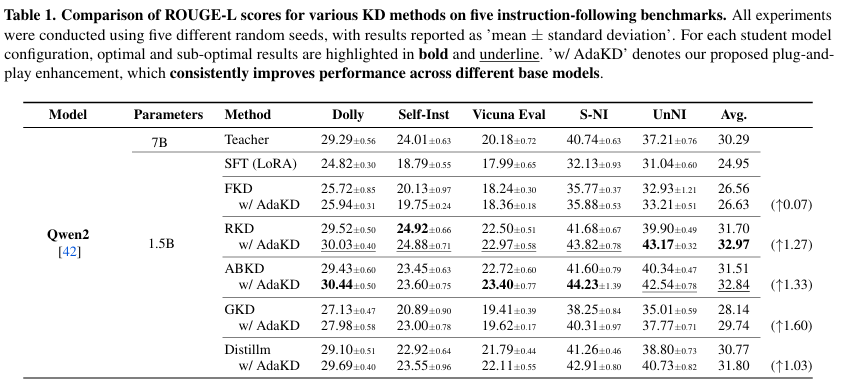 Table 1. Comparison of ROUGE-L scores for various KD methods on five instruction-following benchmarks. All experiments
were conducted using five different random seeds, with results reported as 'mean ± standard deviation'. For each student model
configuration, optimal and sub-optimal results are highlighted in bold and underline. 'w/ AdaKD' denotes our proposed plug-and-
play enhancement, which consistently improves performance across different base models.
Model Parameters Method Dolly Self-Inst Vicuna Eval S-NI UnNI Avg.
7B Teacher 29.29±0.56 24.01±0.63 20.18±0.72 40.74±0.63 37.21±0.76 30.29
SFT (LoRA) 24.82±0.30 18.79±0.55 17.99±0.65 32.13±0.93 31.04±0.60 24.95
FKD 25.72±0.85 20.13±0.97 18.24±0.30 35.77±0.37 32.93±1.21 26.56
w/ AdaKD 25.94±0.31 19.75±0.24 18.36±0.18 35.88±0.53 33.21±0.51 26.63 (↑0.07)
RKD 29.52±0.50 24.92±0.66 22.50±0.51 41.68±0.67 39.90±0.49 31.70
Qwen2
[42]
1.5B
w/ AdaKD 30.03±0.40 24.88±0.71 22.97±0.58 43.82±0.78 43.17±0.32 32.97 (↑1.27)
ABKD 29.43±0.60 23.45±0.63 22.72±0.60 41.60±0.79 40.34±0.47 31.51
w/ AdaKD 30.44±0.50 23.60±0.75 23.40±0.77 44.23±1.39 42.54±0.78 32.84 (↑1.33)
GKD 27.13±0.47 20.89±0.90 19.41±0.39 38.25±0.84 35.01±0.59 28.14
w/ AdaKD 27.98±0.58 23.00±0.78 19.62±0.17 40.31±0.97 37.77±0.71 29.74 (↑1.60)
Distillm 29.10±0.51 22.92±0.64 21.79±0.44 41.26±0.46 38.80±0.73 30.77
w/ AdaKD 29.69±0.40 23.55±0.96 22.11±0.55 42.91±0.80 40.73±0.82 31.80 (↑1.03)